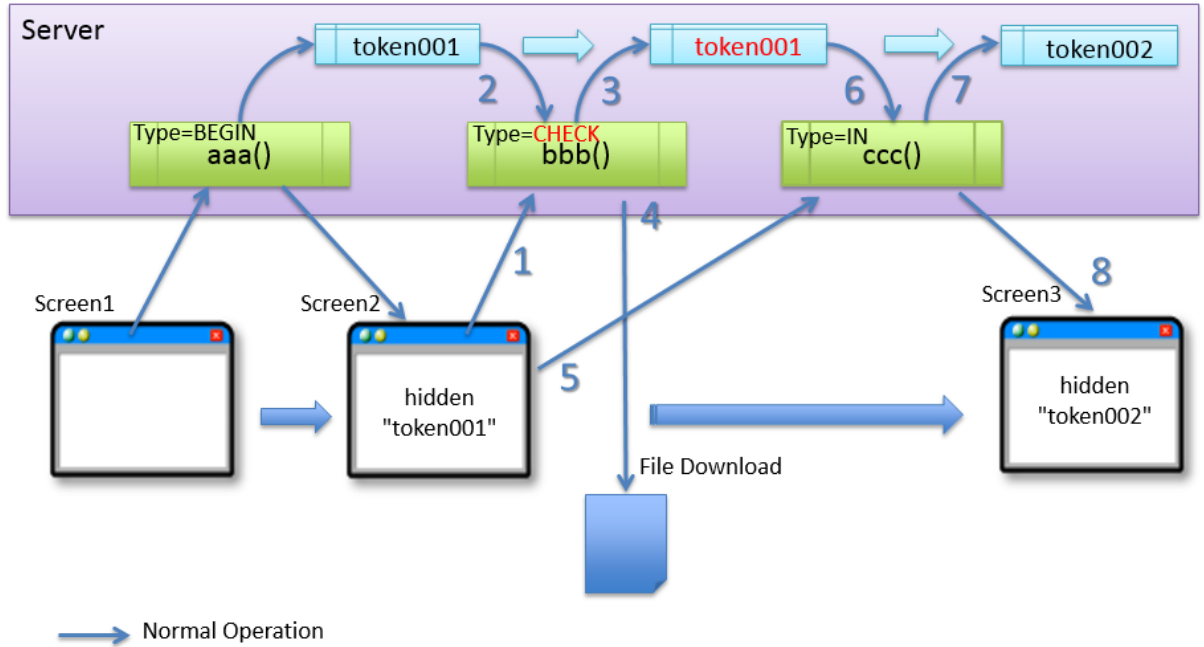 Server
token001
token001
token002
2
3
6
7
Type=BEGIN
aaa()
Type=CHECK
bbb()
Type=IN
ccc()
4
1
8
Screen1
Screen2
Screen3
5
hidden
"token001"
hidden
"token002"
File Download
Normal Operation